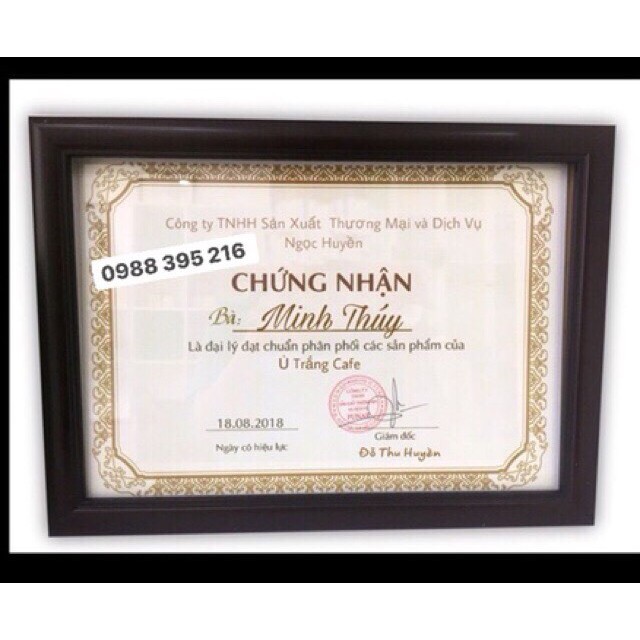 Công ty TNHH Sản Xuất Thương Mại và Dịch Vụ
Ngọc Huyền
0988 395 216
CHỨNG NHẬN
Bà: Minh Thúy
Là đại lý đạt chuẩn phân phối các sản phẩm của
Ủ Trắng Cafe
18.08.2018
Ngày có hiệu lực
Giám đốc
Đỗ Thu Huyền